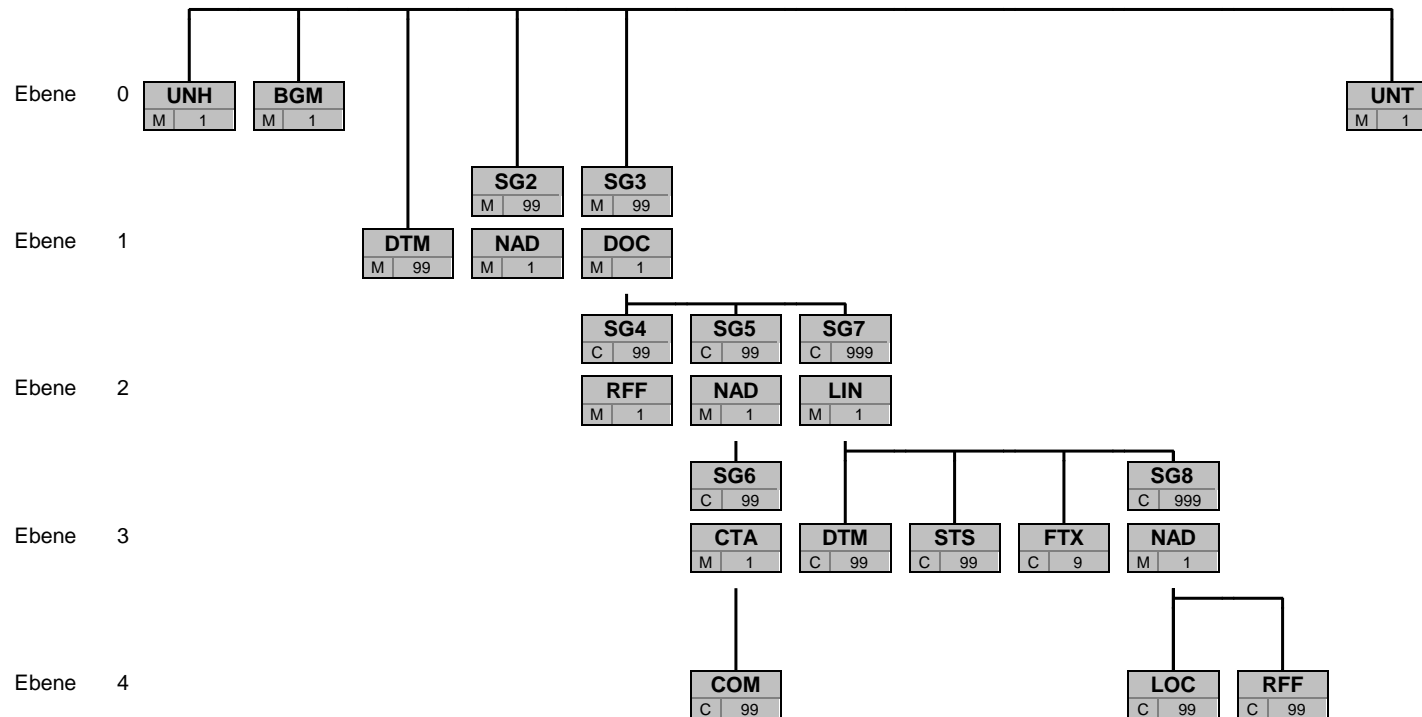 Ebene 0 UNH BGM UNT
M 1 M 1 M 1
SG2 SG3
M 99 M 99
Ebene 1 DTM NAD DOC
M 99 M 1 M 1
SG4 SG5 SG7
C 99 C 99 C 999
Ebene 2 RFF NAD LIN
M 1 M 1 M 1
SG6 SG8
C 99 C 999
Ebene 3 CTA DTM STS FTX NAD
M 1 C 99 C 99 C 9 M 1
Ebene 4 COM LOC RFF
C 99 C 99 C 99